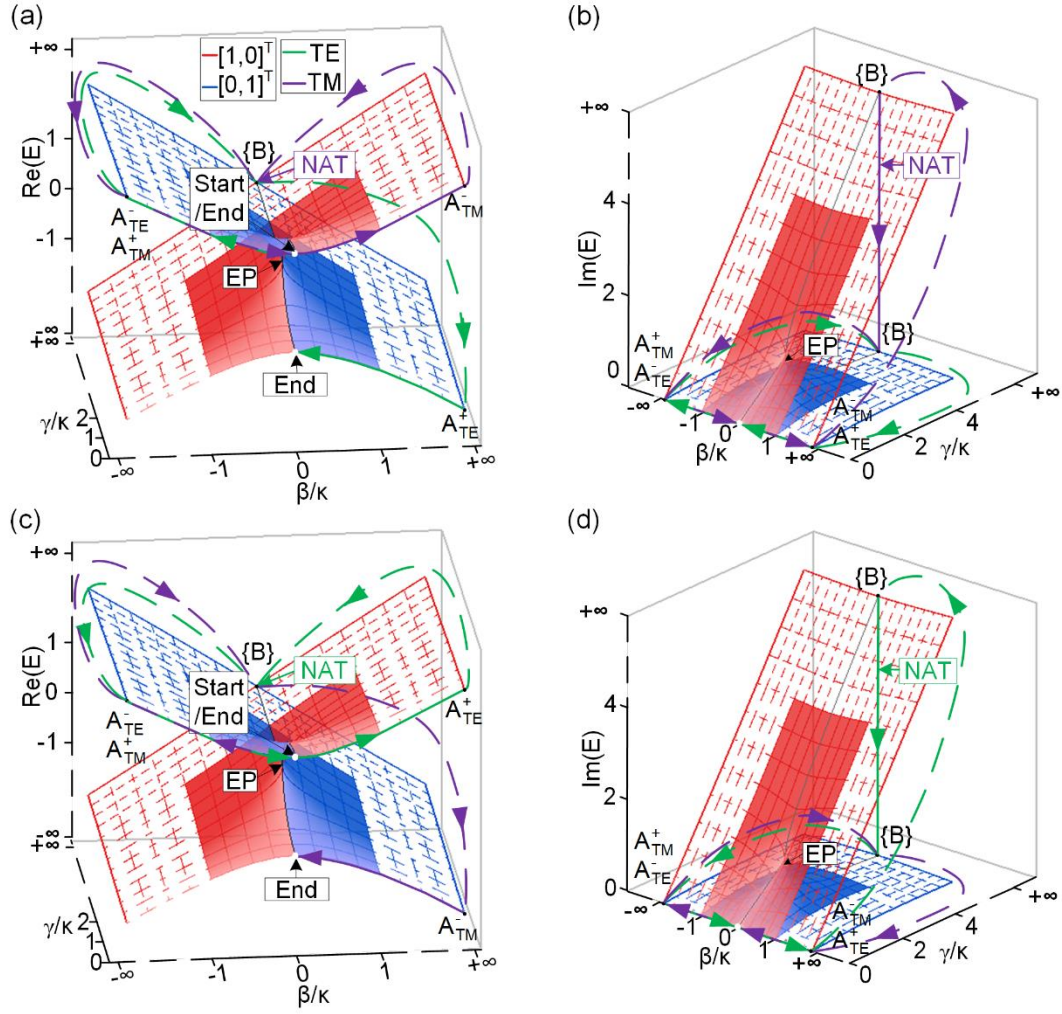 (a)
+∞
[1,0]ᵀ TE
[0,1]ᵀ TM
Re(E)
1
0
-1
-∞
+∞
{B}
NAT
Start
/End
A⁻TE
A⁺TM
A⁻TM
EP
End
A⁺TE
γ/κ
2
1
0
-∞ -1 0 1 +∞
β/κ
(b)
+∞
{B}
NAT
Im(E)
4
2
0
{B}
EP
A⁺TM
A⁻TE
A⁻TM
A⁺TE
-∞ -1 0 1 +∞
β/κ
0 2 4 +∞
γ/κ
(c)
+∞
Re(E)
1
0
-1
-∞
+∞
{B}
NAT
Start
/End
A⁻TE
A⁺TM
A⁺TE
EP
End
A⁻TM
γ/κ
2
1
0
-∞ -1 0 1 +∞
β/κ
(d)
+∞
{B}
NAT
Im(E)
4
2
0
{B}
EP
A⁺TM
A⁻TE
A⁻TM
A⁺TE
-∞ -1 0 1 +∞
β/κ
0 2 4 +∞
γ/κ